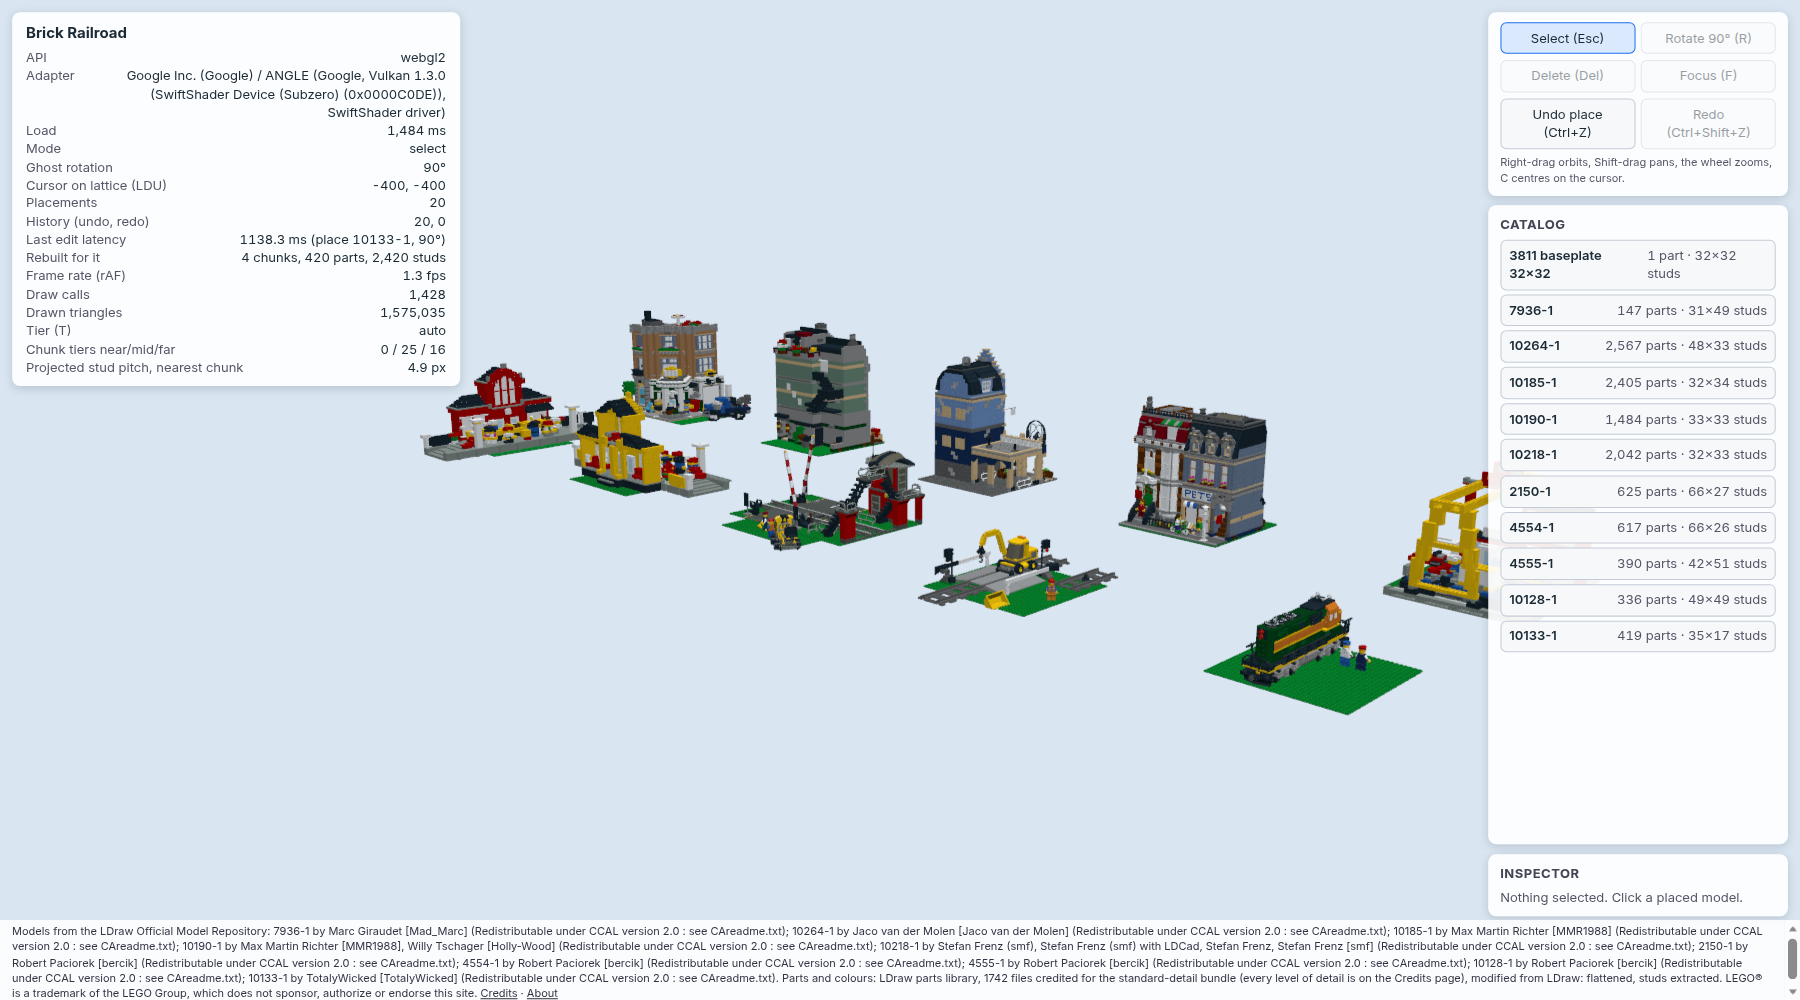 Brick Railroad
API webgl2
Adapter Google Inc. (Google) / ANGLE (Google, Vulkan 1.3.0
(SwiftShader Device (Subzero) (0x0000C0DE)),
SwiftShader driver)
Load 1,484 ms
Mode select
Ghost rotation 90°
Cursor on lattice (LDU) -400, -400
Placements 20
History (undo, redo) 20, 0
Last edit latency 1138.3 ms (place 10133-1, 90°)
Rebuilt for it 4 chunks, 420 parts, 2,420 studs
Frame rate (rAF) 1.3 fps
Draw calls 1,428
Drawn triangles 1,575,035
Tier (T) auto
Chunk tiers near/mid/far 0 / 25 / 16
Projected stud pitch, nearest chunk 4.9 px
PETS
Select (Esc) Rotate 90° (R)
Delete (Del) Focus (F)
Undo place Redo
(Ctrl+Z) (Ctrl+Shift+Z)
Right-drag orbits, Shift-drag pans, the wheel zooms,
C centres on the cursor.
CATALOG
3811 baseplate 1 part · 32×32
32×32 studs
7936-1 147 parts · 31×49 studs
10264-1 2,567 parts · 48×33 studs
10185-1 2,405 parts · 32×34 studs
10190-1 1,484 parts · 33×33 studs
10218-1 2,042 parts · 32×33 studs
2150-1 625 parts · 66×27 studs
4554-1 617 parts · 66×26 studs
4555-1 390 parts · 42×51 studs
10128-1 336 parts · 49×49 studs
10133-1 419 parts · 35×17 studs
INSPECTOR
Nothing selected. Click a placed model.
Models from the LDraw Official Model Repository: 7936-1 by Marc Giraudet [Mad_Marc] (Redistributable under CCAL version 2.0 : see CAreadme.txt); 10264-1 by Jaco van der Molen [Jaco van der Molen] (Redistributable under CCAL version 2.0 : see CAreadme.txt); 10185-1 by Max Martin Richter [MMR1988] (Redistributable under CCAL
version 2.0 : see CAreadme.txt); 10190-1 by Max Martin Richter [MMR1988], Willy Tschager [Holly-Wood] (Redistributable under CCAL version 2.0 : see CAreadme.txt); 10218-1 by Stefan Frenz (smf), Stefan Frenz (smf) with LDCad, Stefan Frenz, Stefan Frenz [smf] (Redistributable under CCAL version 2.0 : see CAreadme.txt); 2150-1 by
Robert Paciorek [bercik] (Redistributable under CCAL version 2.0 : see CAreadme.txt); 4554-1 by Robert Paciorek [bercik] (Redistributable under CCAL version 2.0 : see CAreadme.txt); 4555-1 by Robert Paciorek [bercik] (Redistributable under CCAL version 2.0 : see CAreadme.txt); 10128-1 by Robert Paciorek [bercik] (Redistributable
under CCAL version 2.0 : see CAreadme.txt); 10133-1 by TotalyWicked [TotalyWicked] (Redistributable under CCAL version 2.0 : see CAreadme.txt). Parts and colours: LDraw parts library, 1742 files credited for the standard-detail bundle (every level of detail is on the Credits page), modified from LDraw: flattened, studs extracted. LEGO®
is a trademark of the LEGO Group, which does not sponsor, authorize or endorse this site. Credits · About